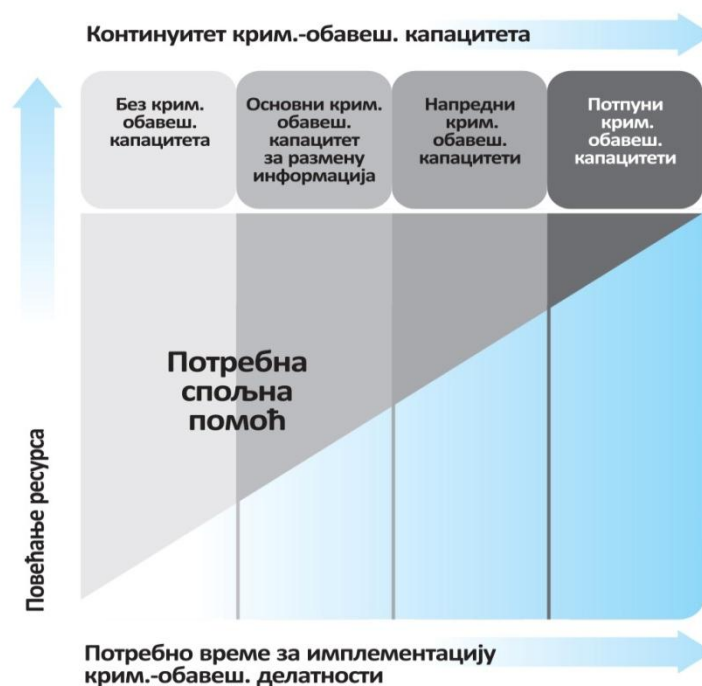 Континуитет крим.-обавеш. капацитета
Без крим.
обавеш.
капацитета
Основни крим.
обавеш.
капацитет
за размену
информација
Напредни
крим.
обавеш.
капацитети
Потпуни
крим.
обавеш.
капацитети
Потребна
спољна
помоћ
Повећање ресурса
Потребно време за имплементацију
крим.-обавеш. делатности